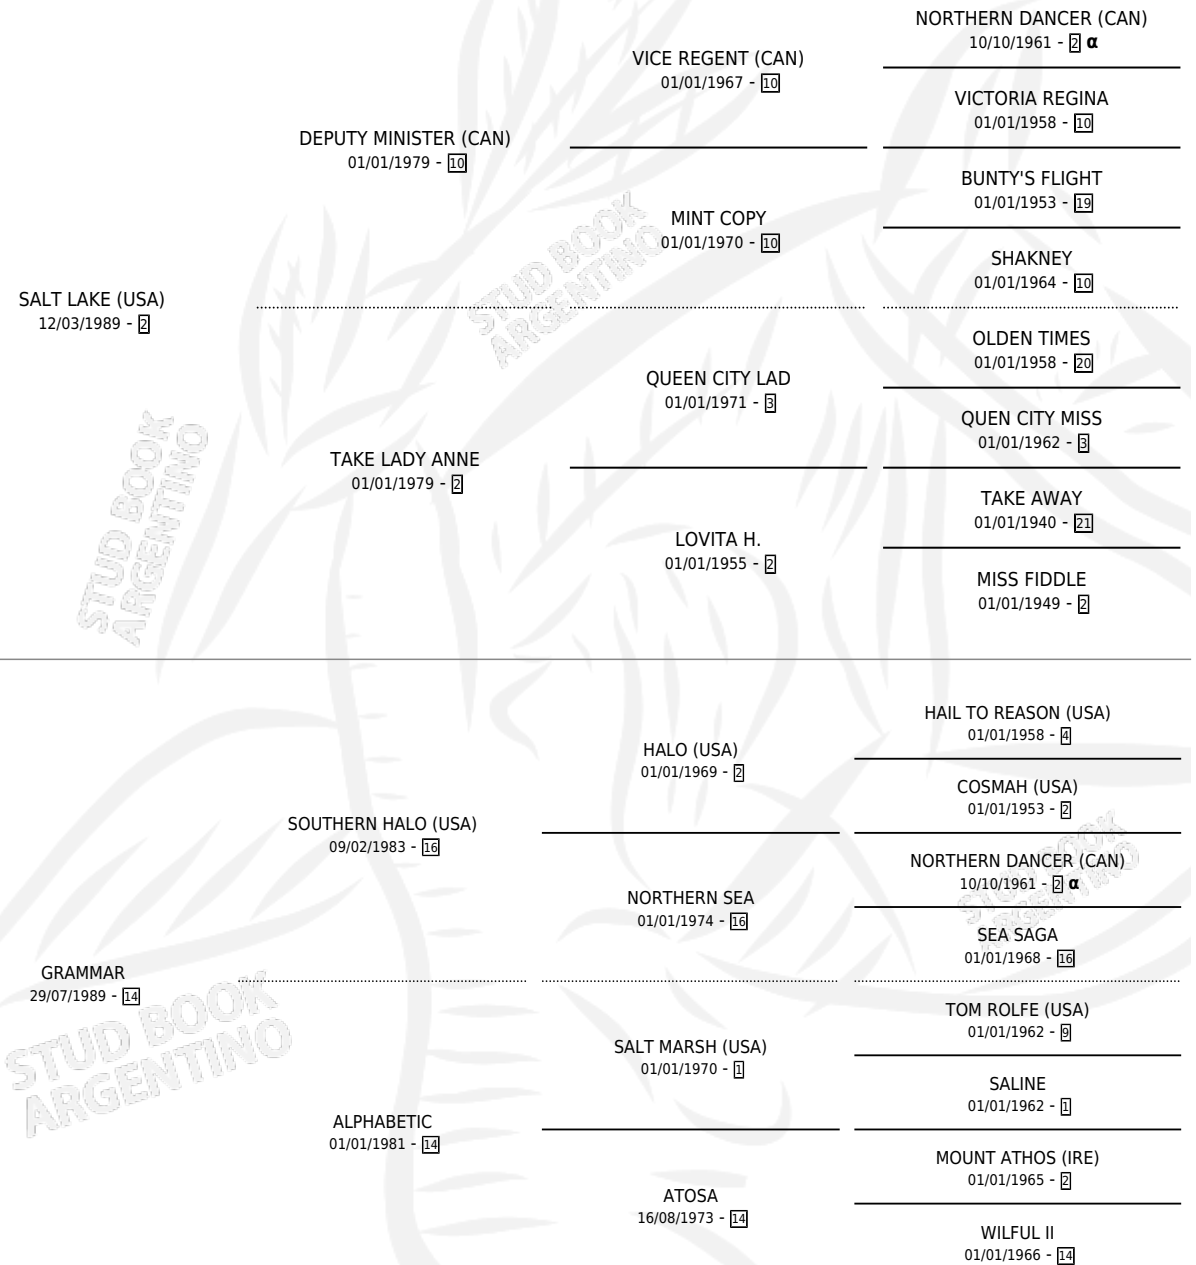 NORTHERN DANCER (CAN)
10/10/1961 - 2 α
VICE REGENT (CAN)
01/01/1967 - 10
VICTORIA REGINA
01/01/1958 - 10
DEPUTY MINISTER (CAN)
01/01/1979 - 10
BUNTY'S FLIGHT
01/01/1953 - 19
MINT COPY
01/01/1970 - 10
SHAKNEY
01/01/1964 - 10
SALT LAKE (USA)
12/03/1989 - 2
OLDEN TIMES
01/01/1958 - 20
QUEEN CITY LAD
01/01/1971 - 3
QUEN CITY MISS
01/01/1962 - 3
TAKE LADY ANNE
01/01/1979 - 2
TAKE AWAY
01/01/1940 - 21
LOVITA H.
01/01/1955 - 2
MISS FIDDLE
01/01/1949 - 2
STUD BOOK
ARGENTINO
STUD BOOK
ARGENTINO
HAIL TO REASON (USA)
01/01/1958 - 4
HALO (USA)
01/01/1969 - 2
COSMAH (USA)
01/01/1953 - 2
SOUTHERN HALO (USA)
09/02/1983 - 16
NORTHERN DANCER (CAN)
10/10/1961 - 2 α
NORTHERN SEA
01/01/1974 - 16
SEA SAGA
01/01/1968 - 16
GRAMMAR
29/07/1989 - 14
TOM ROLFE (USA)
01/01/1962 - 9
SALT MARSH (USA)
01/01/1970 - 1
SALINE
01/01/1962 - 1
ALPHABETIC
01/01/1981 - 14
MOUNT ATHOS (IRE)
01/01/1965 - 2
ATOSA
16/08/1973 - 14
WILFUL II
01/01/1966 - 14
STUD BOOK
ARGENTINO
STUD BOOK
ARGENTINO